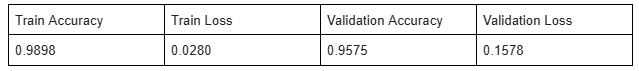 Train Accuracy Train Loss Validation Accuracy Validation Loss
0.9898 0.0280 0.9575 0.1578